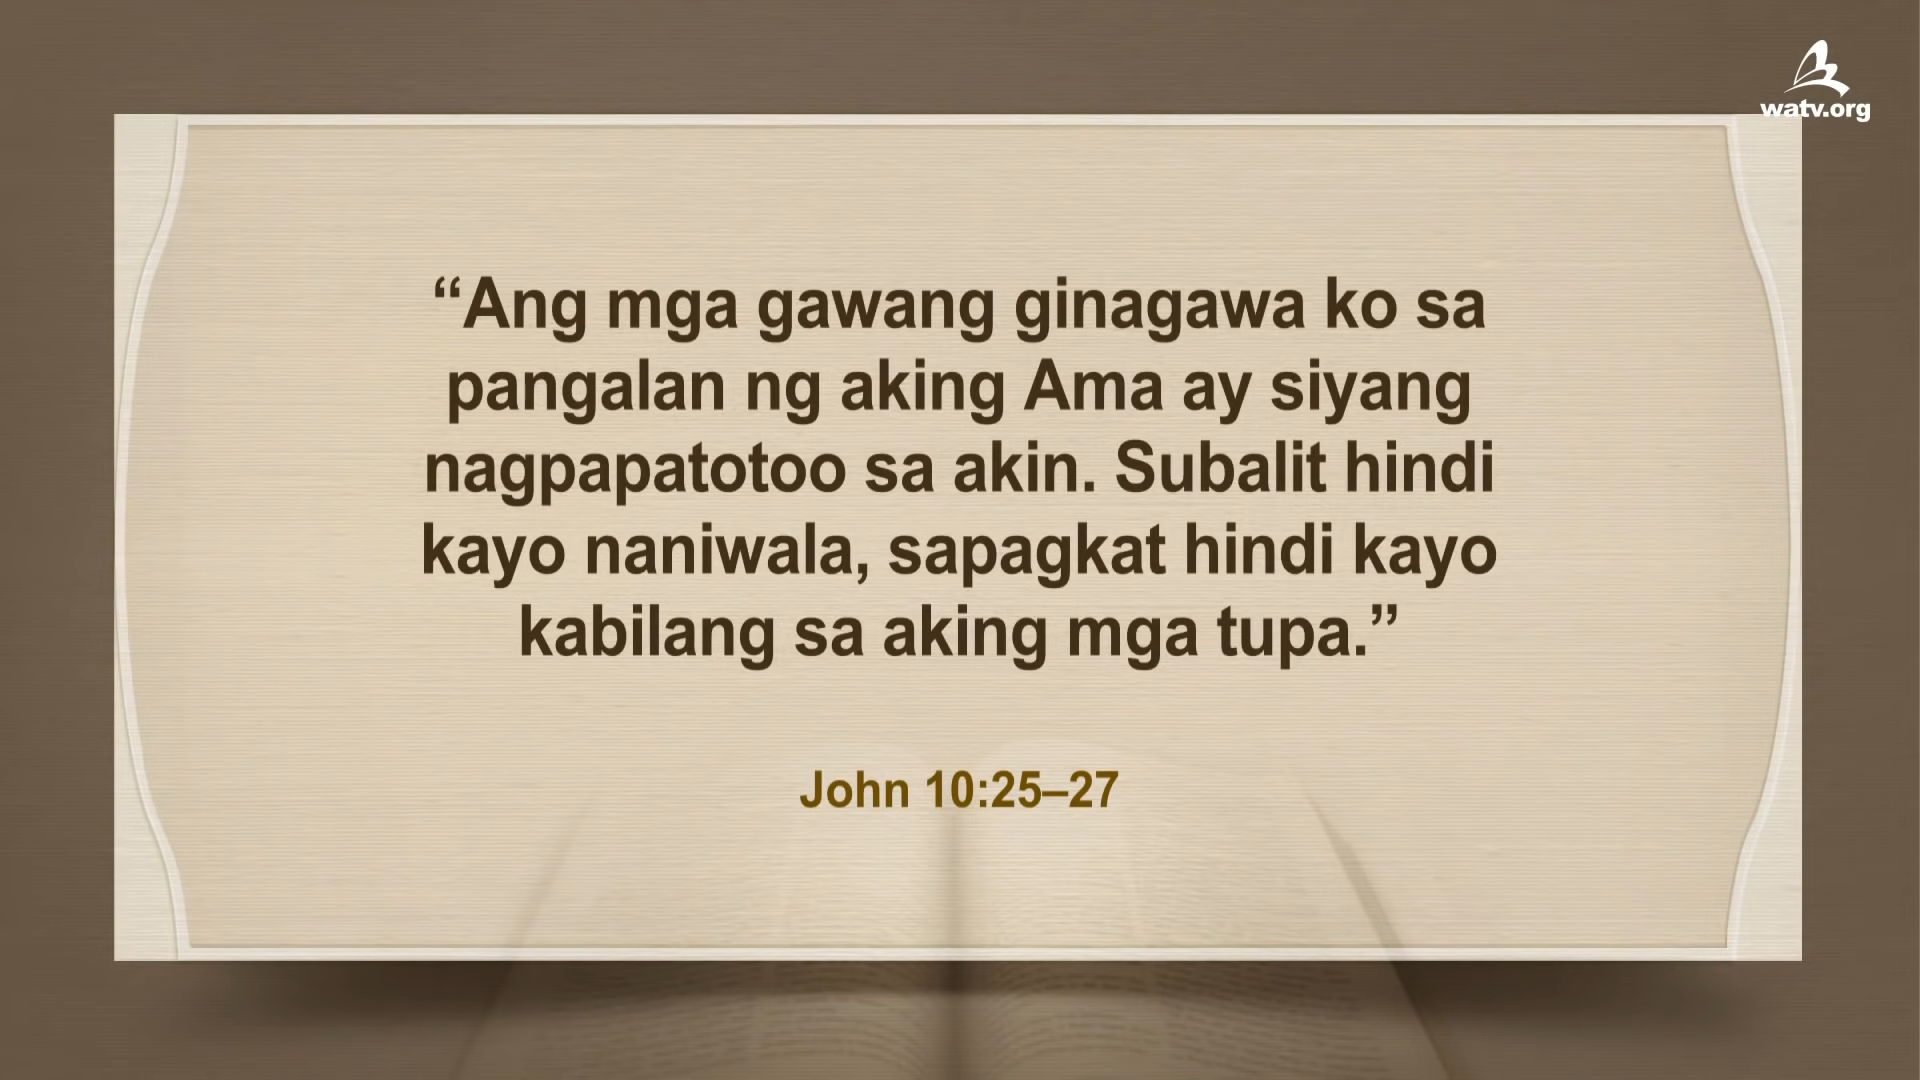 watv.org
“Ang mga gawang ginagawa ko sa
pangalan ng aking Ama ay siyang
nagpapatotoo sa akin. Subalit hindi
kayo naniwala, sapagkat hindi kayo
kabilang sa aking mga tupa.”
John 10:25–27